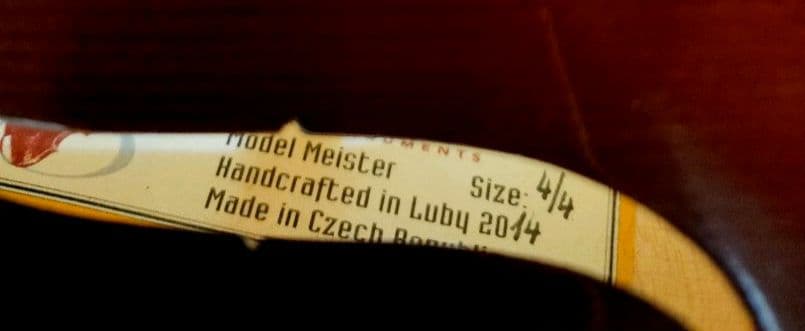 Model Meister
Size: 4/4
Handcrafted in Luby 2014
Made in Czech